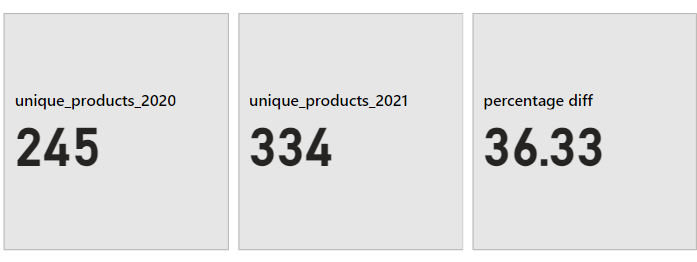 unique_products_2020
245
unique_products_2021
334
percentage diff
36.33